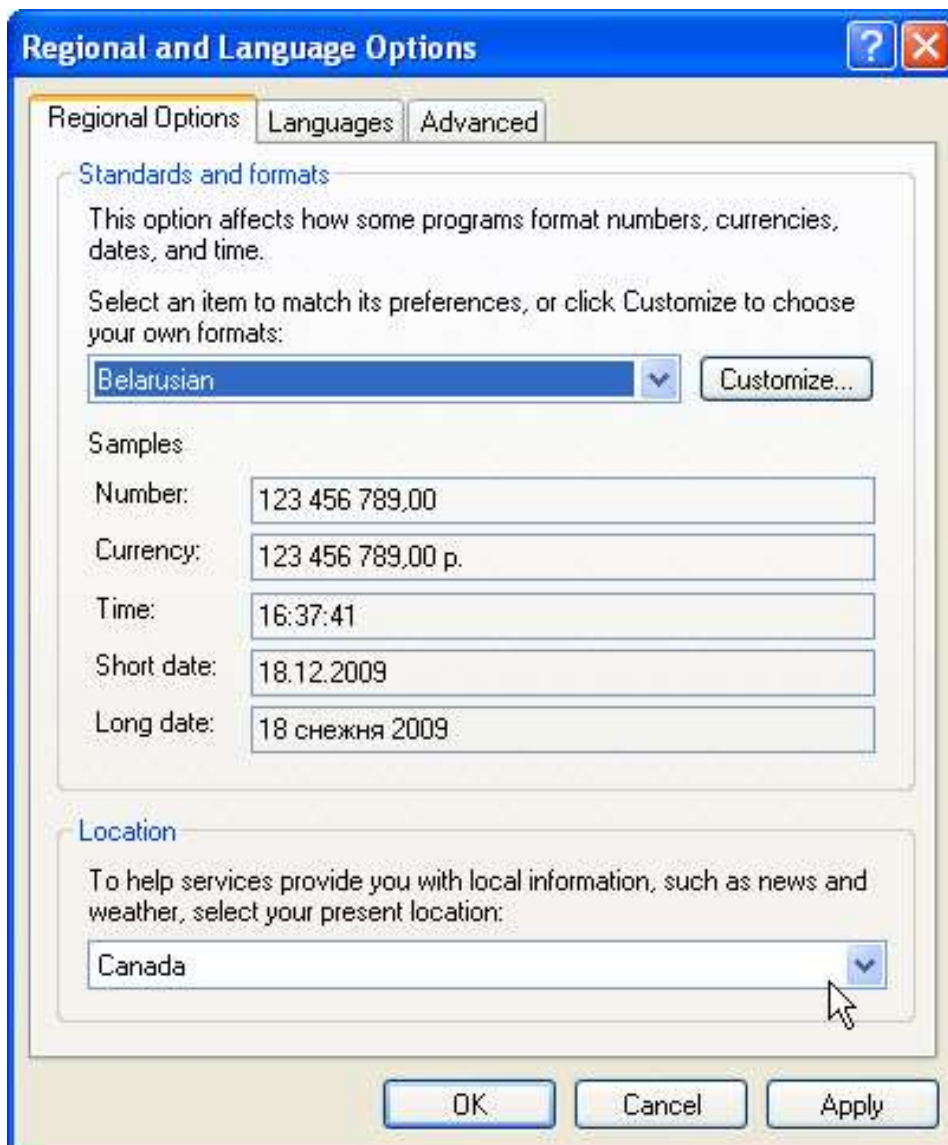 Regional and Language Options
Regional Options Languages Advanced
Standards and formats
This option affects how some programs format numbers, currencies,
dates, and time.
Select an item to match its preferences, or click Customize to choose
your own formats:
Belarusian Customize...
Samples
Number: 123 456 789,00
Currency: 123 456 789,00 р.
Time: 16:37:41
Short date: 18.12.2009
Long date: 18 снежня 2009
Location
To help services provide you with local information, such as news and
weather, select your present location:
Canada
OK Cancel Apply